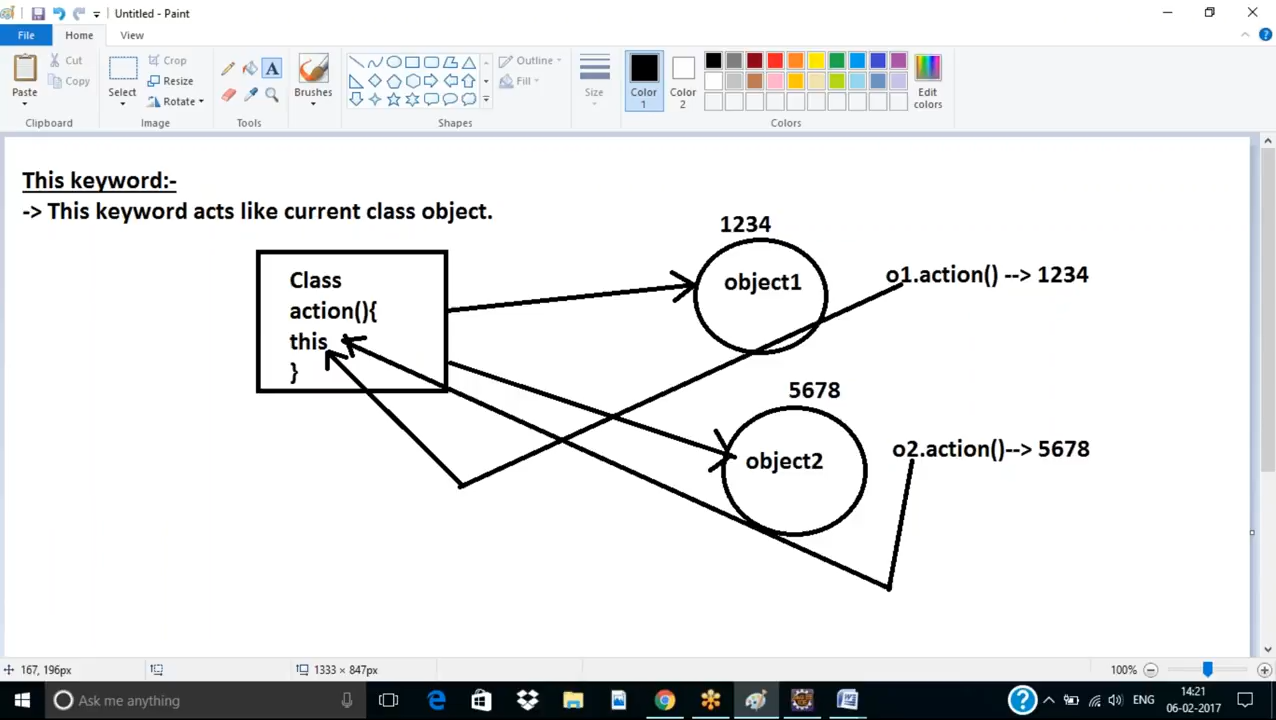 Untitled - Paint
File
Home
View
Paste
Cut
Copy
Clipboard
Select
Crop
Resize
Rotate
Image
A
Tools
Brushes
Shapes
Outline
Fill
Size
Color 1
Color 2
Edit colors
Colors
This keyword:-
-> This keyword acts like current class object.
1234
Class
action(){
this
}
object1
o1.action() --> 1234
5678
object2
o2.action()--> 5678
167, 196px
1333 × 847px
100%
Ask me anything
ENG
14:21
06-02-2017